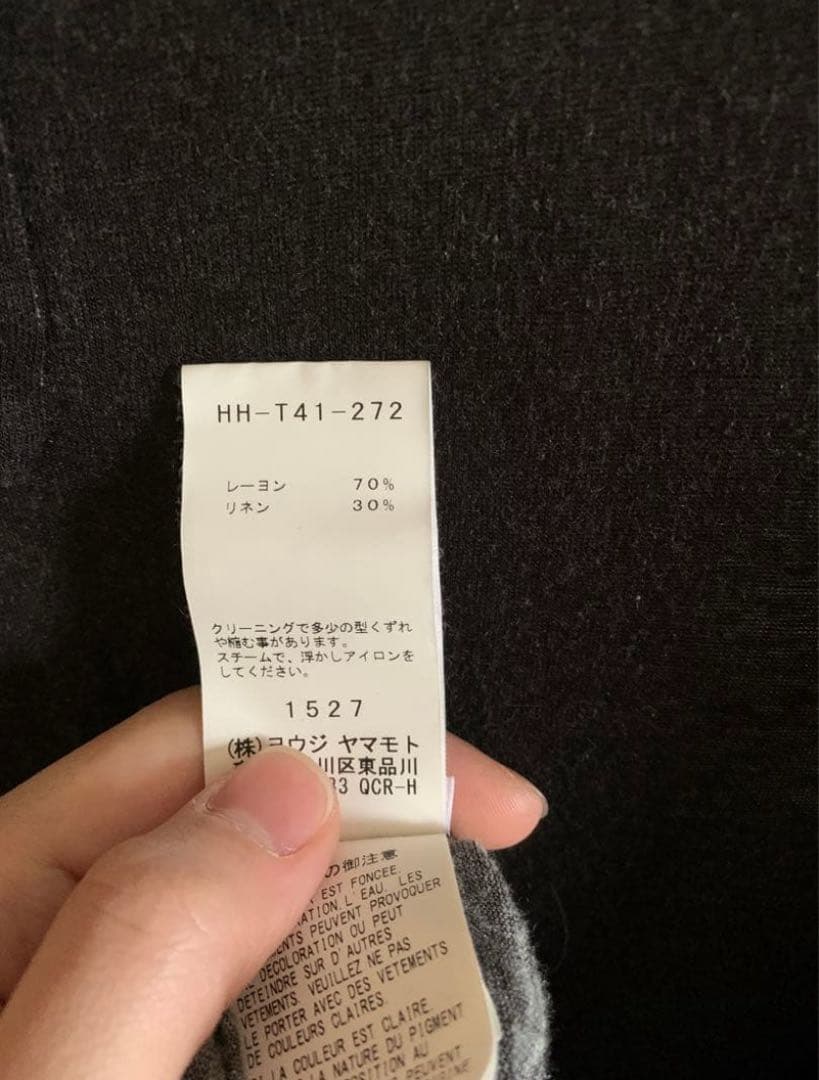 HH-T41-272
レーヨン 70%
リネン 30%
クリーニングで多少の型くずれ
や縮む事があります。
スチームで、浮かしアイロンを
してください。
1527
(株)ヨウジ ヤマモト
川区東品川
QCR-H
の御注意
EST FONCEE.
L'EAU. LES
PEUVENT PROVOQUER
DECOLORATION OU PEUT
DETEINDRE SUR D'AUTRES
VETEMENTS. VEUILLEZ NE PAS
LE PORTER AVEC DES VETEMENTS
DE COULEURS CLAIRES.
LA COULEUR EST CLAIRE,
LA NATURE DU PIGMENT
AU
PEUVENT